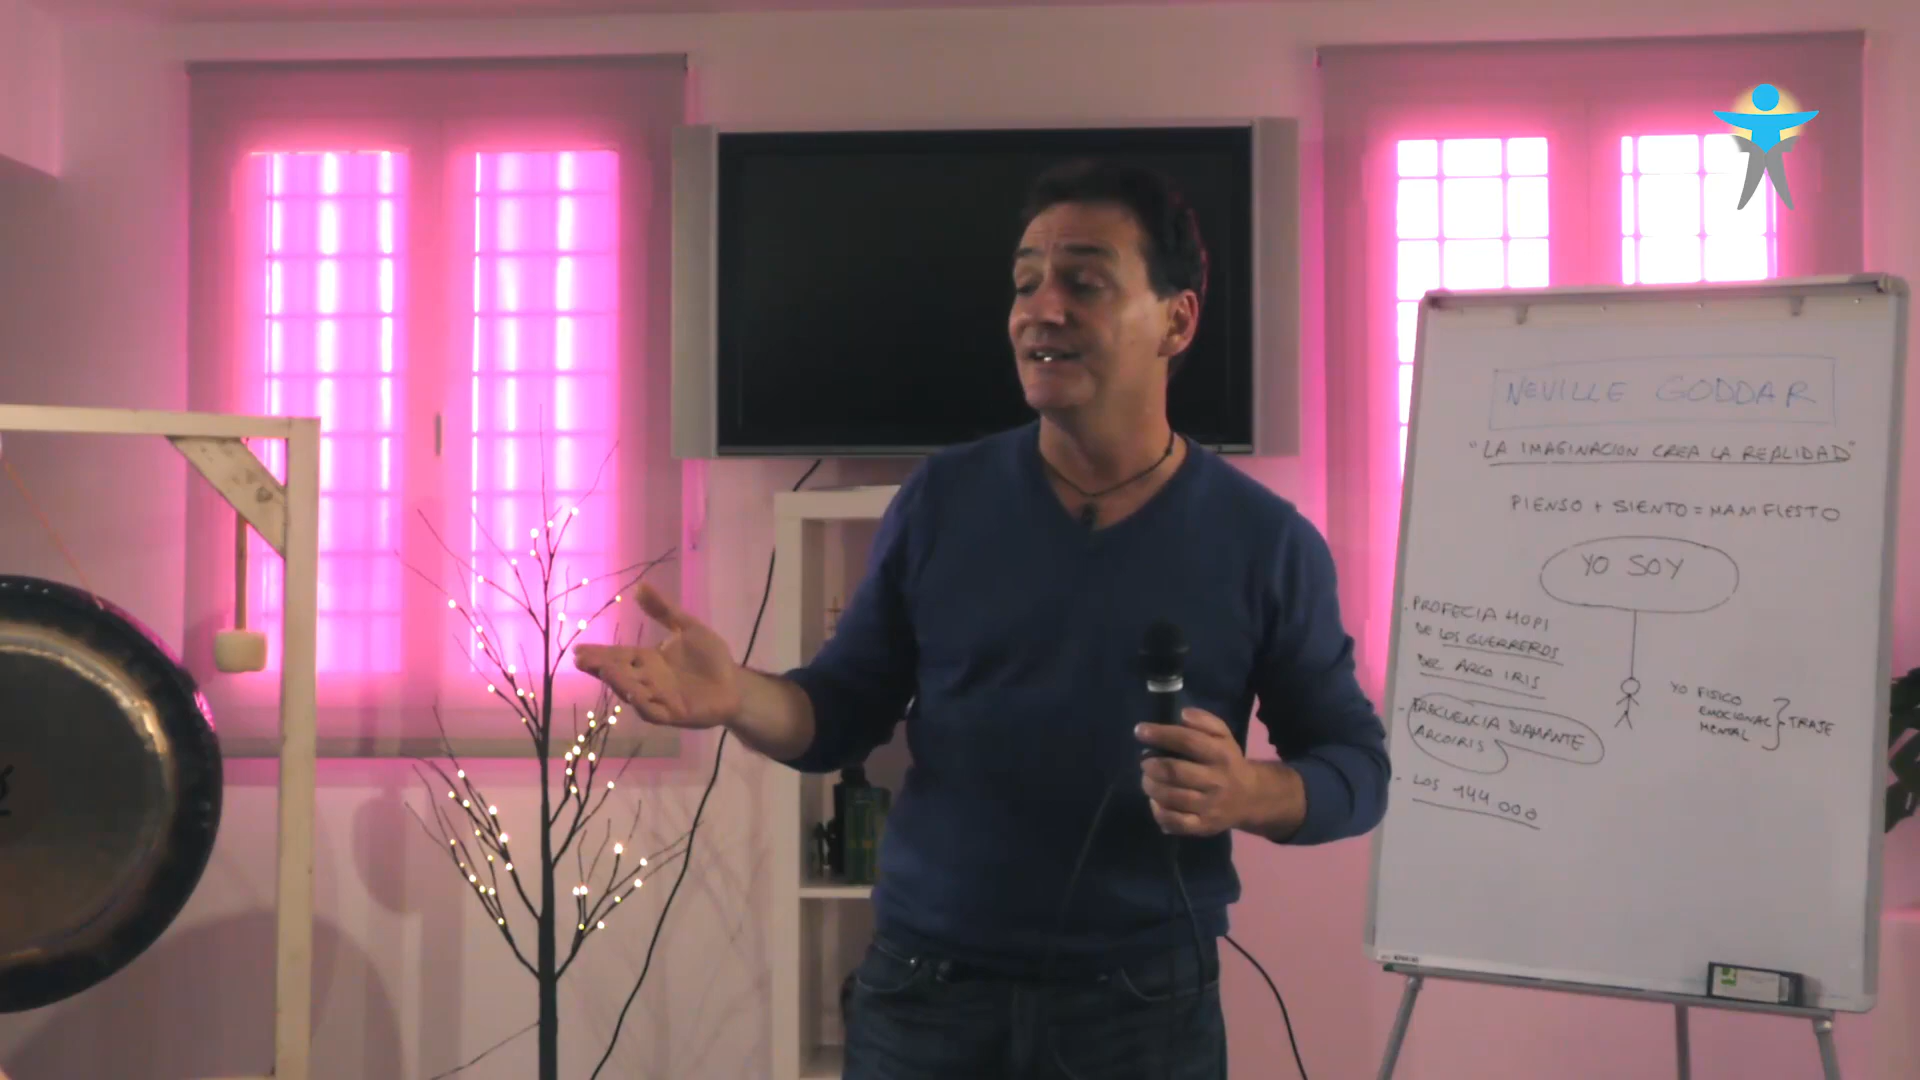 NEVILLE GODDAR
"LA IMAGINACION CREA LA REALIDAD"
PIENSO + SIENTO = MANIFIESTO
YO SOY
. PROFECIA HOPI
DE LOS GUERREROS
DEL ARCO IRIS
- FRECUENCIA DIAMANTE
ARCOIRIS
- LOS 144.000
YO FISICO
EMOCIONAL
MENTAL
TRAJE